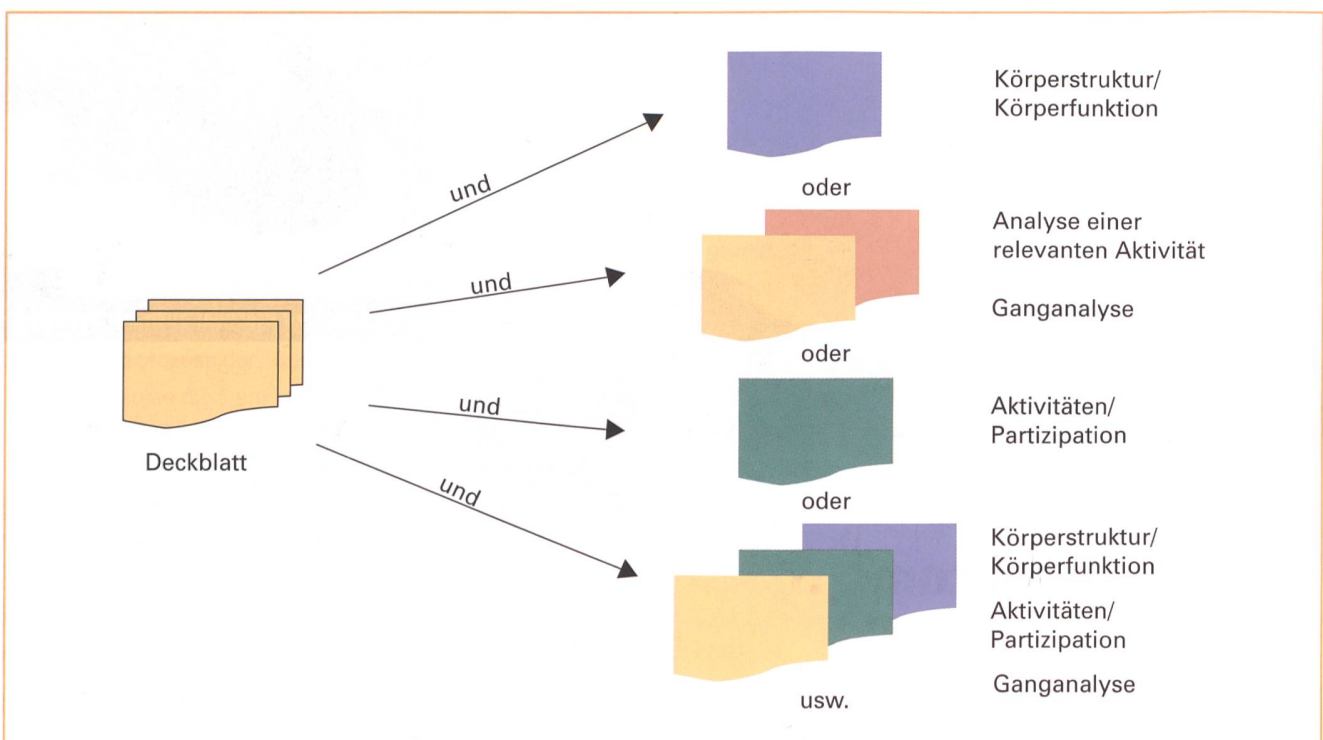 Körperstruktur/
Körperfunktion
und
oder
Analyse einer
relevanten Aktivität
und
Ganganalyse
oder
und
Aktivitäten/
Partizipation
Deckblatt
und
oder
Körperstruktur/
Körperfunktion
Aktivitäten/
Partizipation
Ganganalyse
usw.